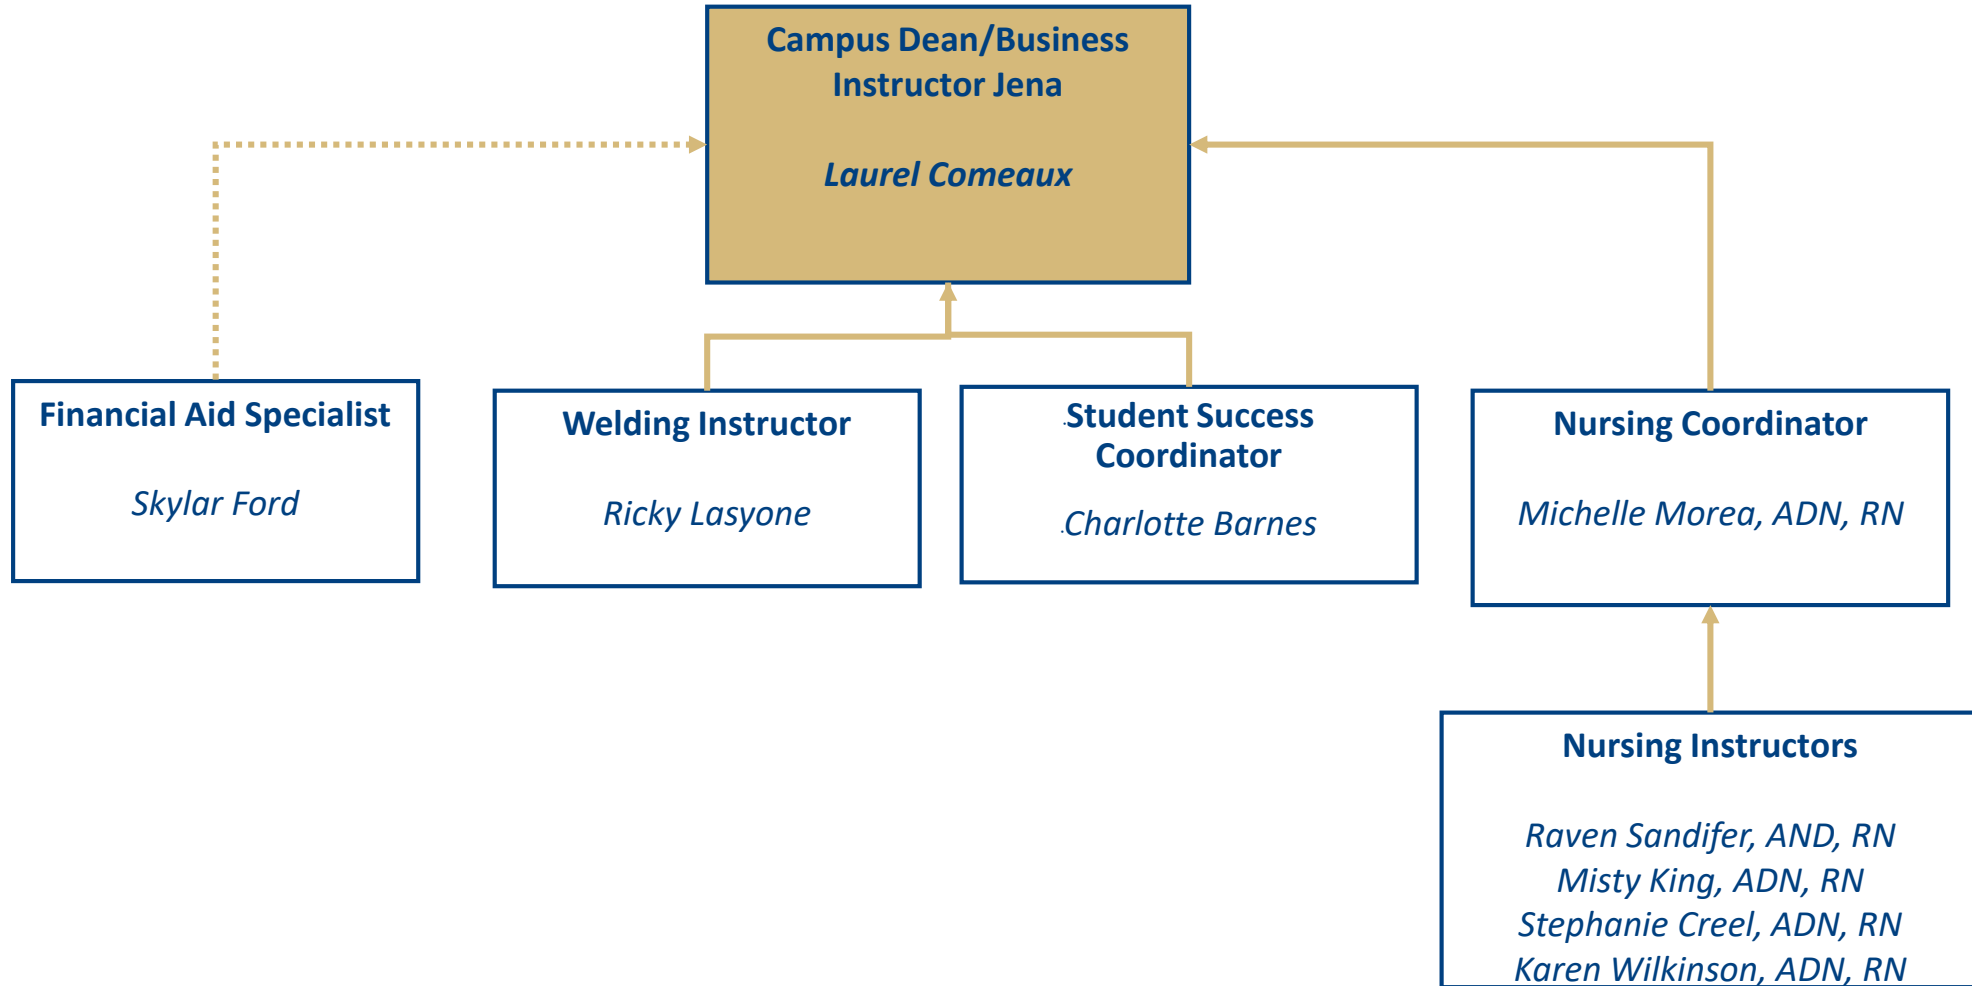 Campus Dean/Business
Instructor Jena
Laurel Comeaux
Financial Aid Specialist
Skylar Ford
Welding Instructor
Ricky Lasyone
.Student Success
Coordinator
.Charlotte Barnes
Nursing Coordinator
Michelle Morea, ADN, RN
Nursing Instructors
Raven Sandifer, AND, RN
Misty King, ADN, RN
Stephanie Creel, ADN, RN
Karen Wilkinson, ADN, RN